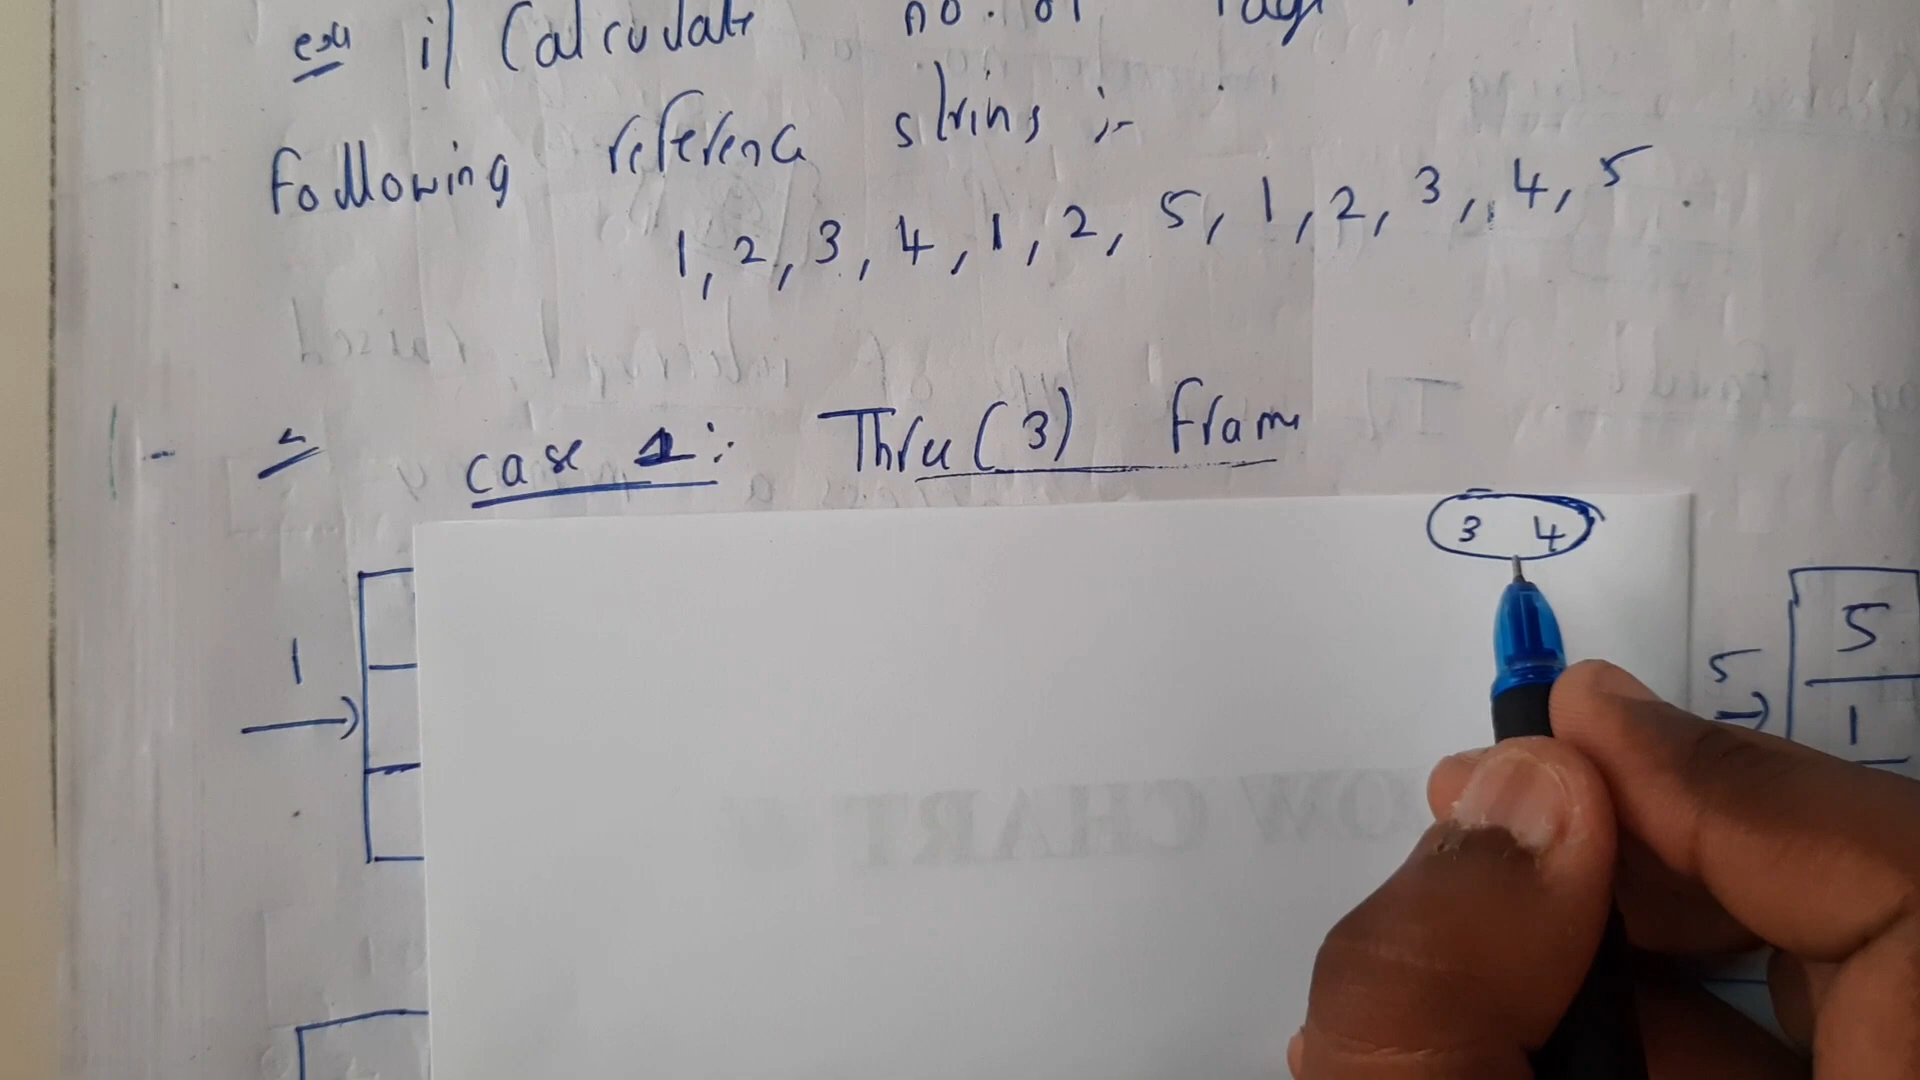 i) Calculate no. of Page
following reference string :-
1, 2, 3, 4, 1, 2, 5, 1, 2, 3, 4, 5
case 1: Three (3) Frame
3 4
1
5
5
1